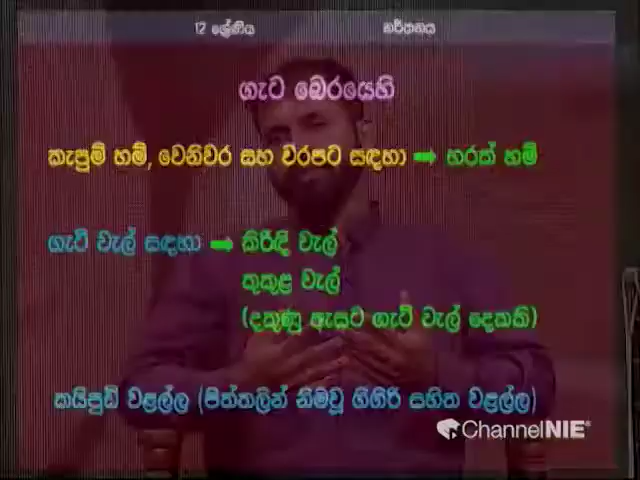 12 ශ්‍රේණිය නර්තනය
ගැට බෙරයෙහි
කැපුම් හම්, වෙනිවර සහ වරපට සඳහා ➡ හරක් හම්
ගැටි වැල් සඳහා ➡ කිරිඳි වැල්
කුකුළ වැල්
(දකුණු ඇසට ගැටි වැල් දෙකකි)
කයිපුඩි වළල්ල (පිත්තලින් නිමවූ ගිගිරි සහිත වළල්ල)
ChannelNIE